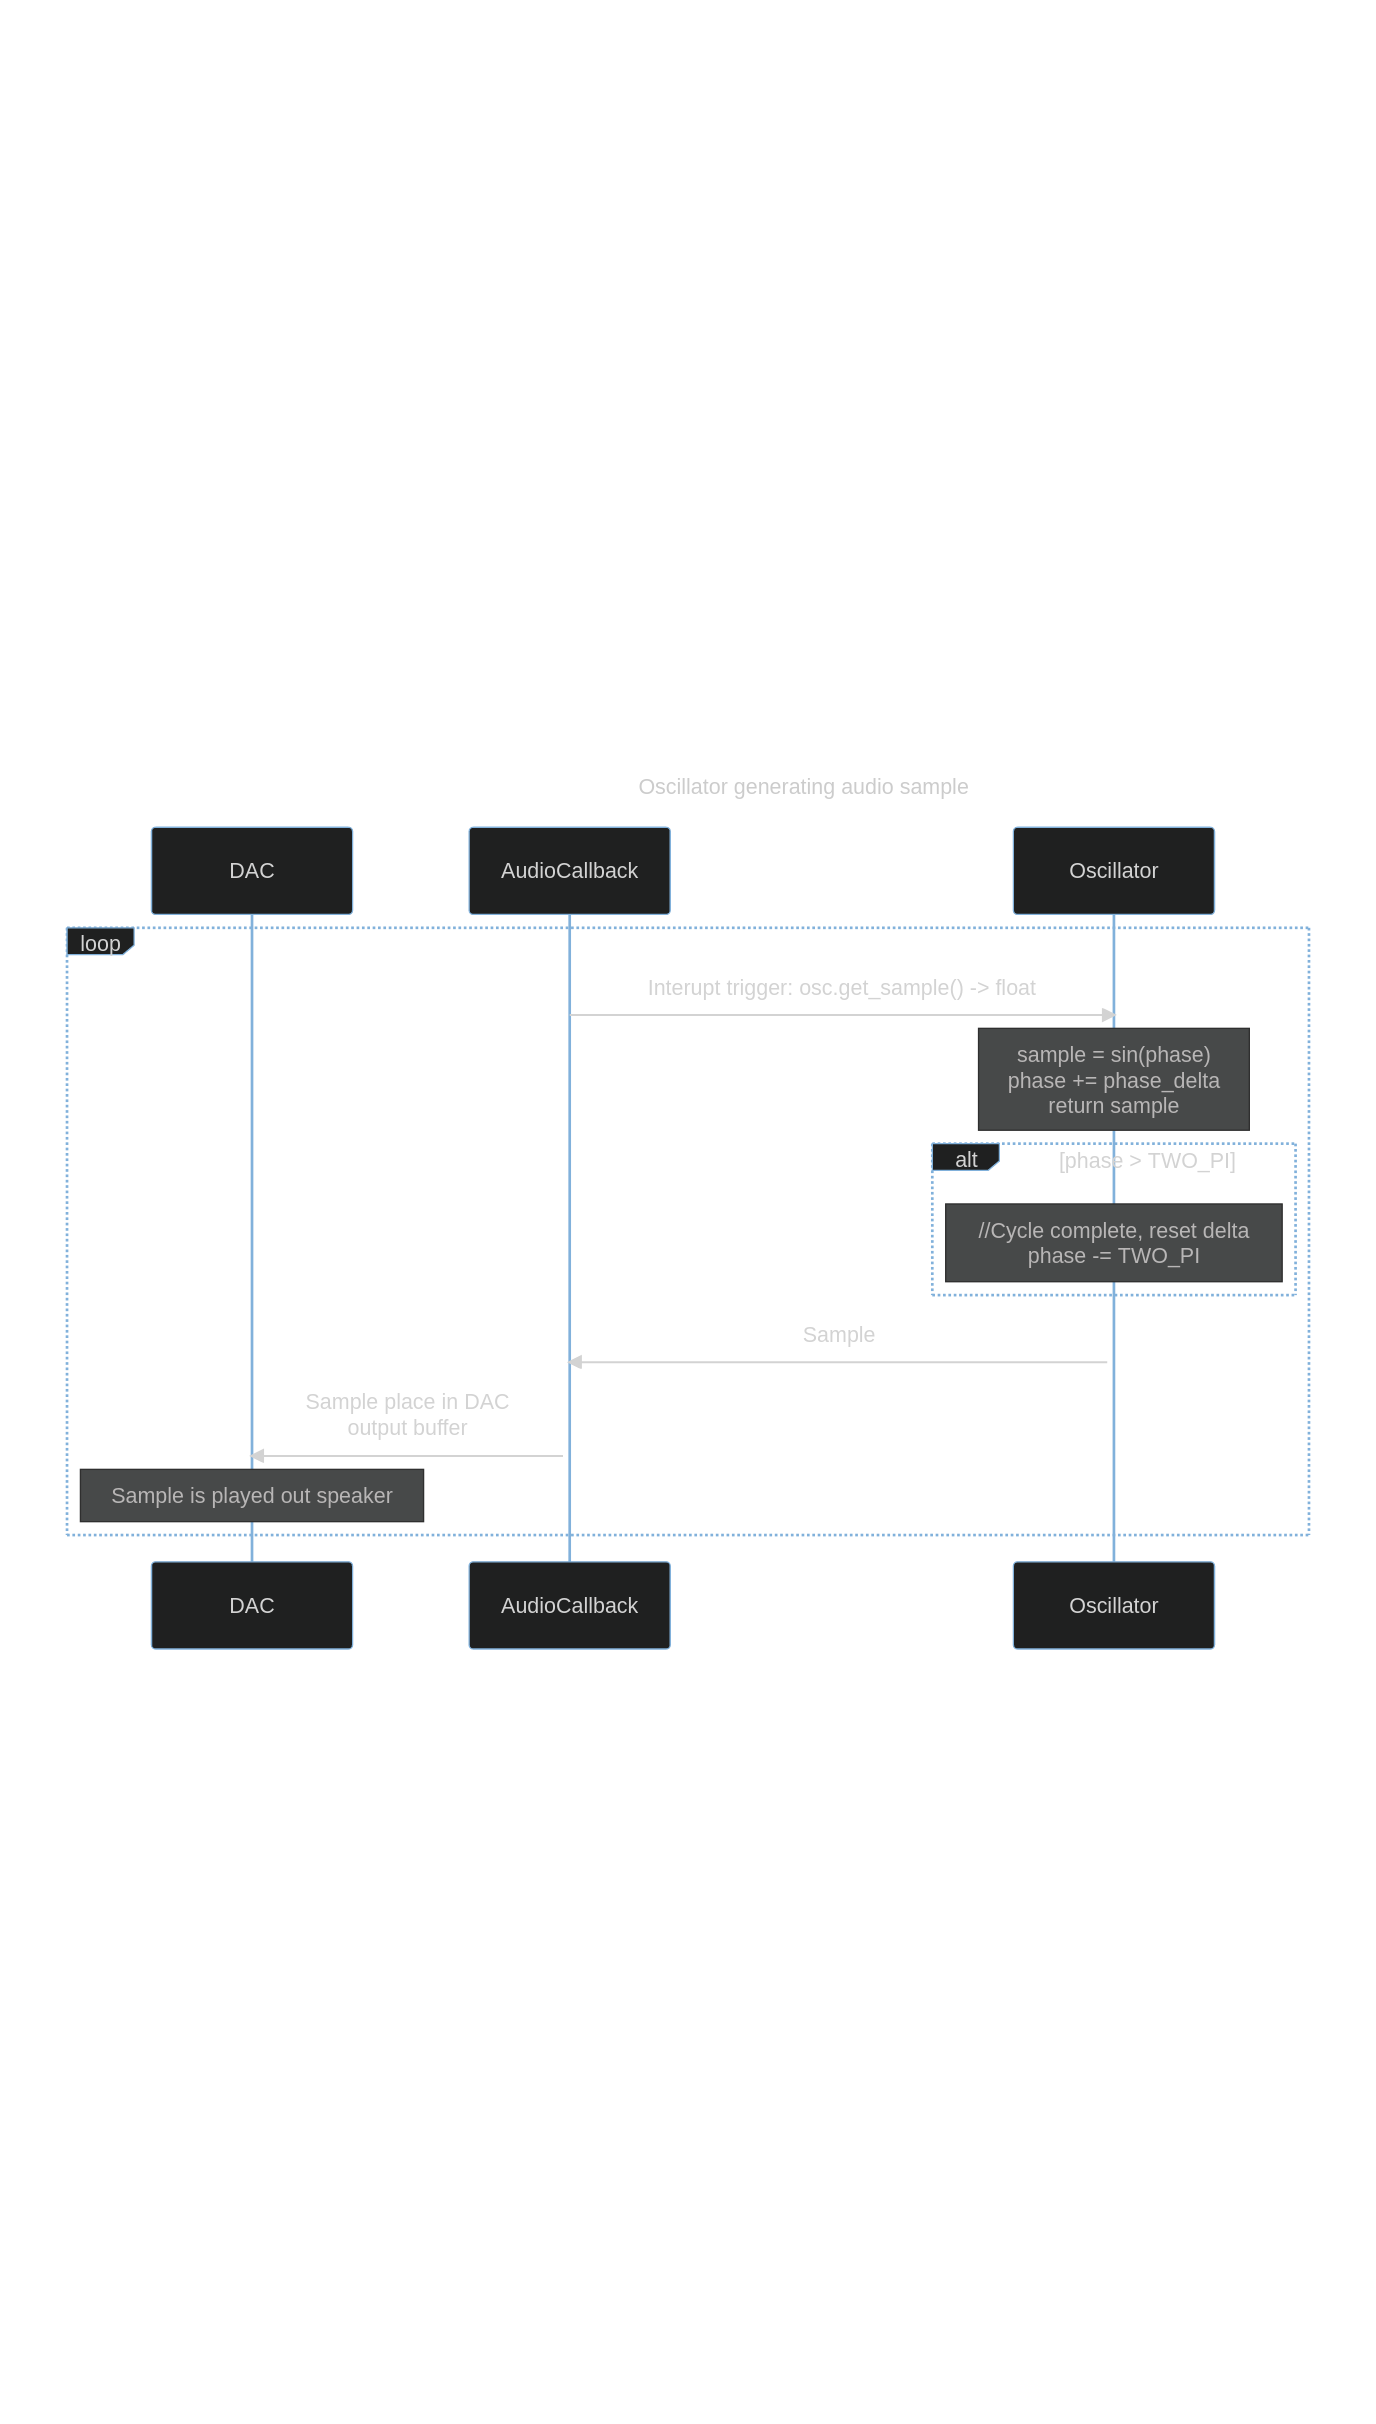 Oscillator generating audio sample
DAC
AudioCallback
Oscillator
loop
Interupt trigger: osc.get_sample() -> float
sample = sin(phase)
phase += phase_delta
return sample
alt
[phase > TWO_PI]
//Cycle complete, reset delta
phase -= TWO_PI
Sample
Sample place in DAC
output buffer
Sample is played out speaker
DAC
AudioCallback
Oscillator